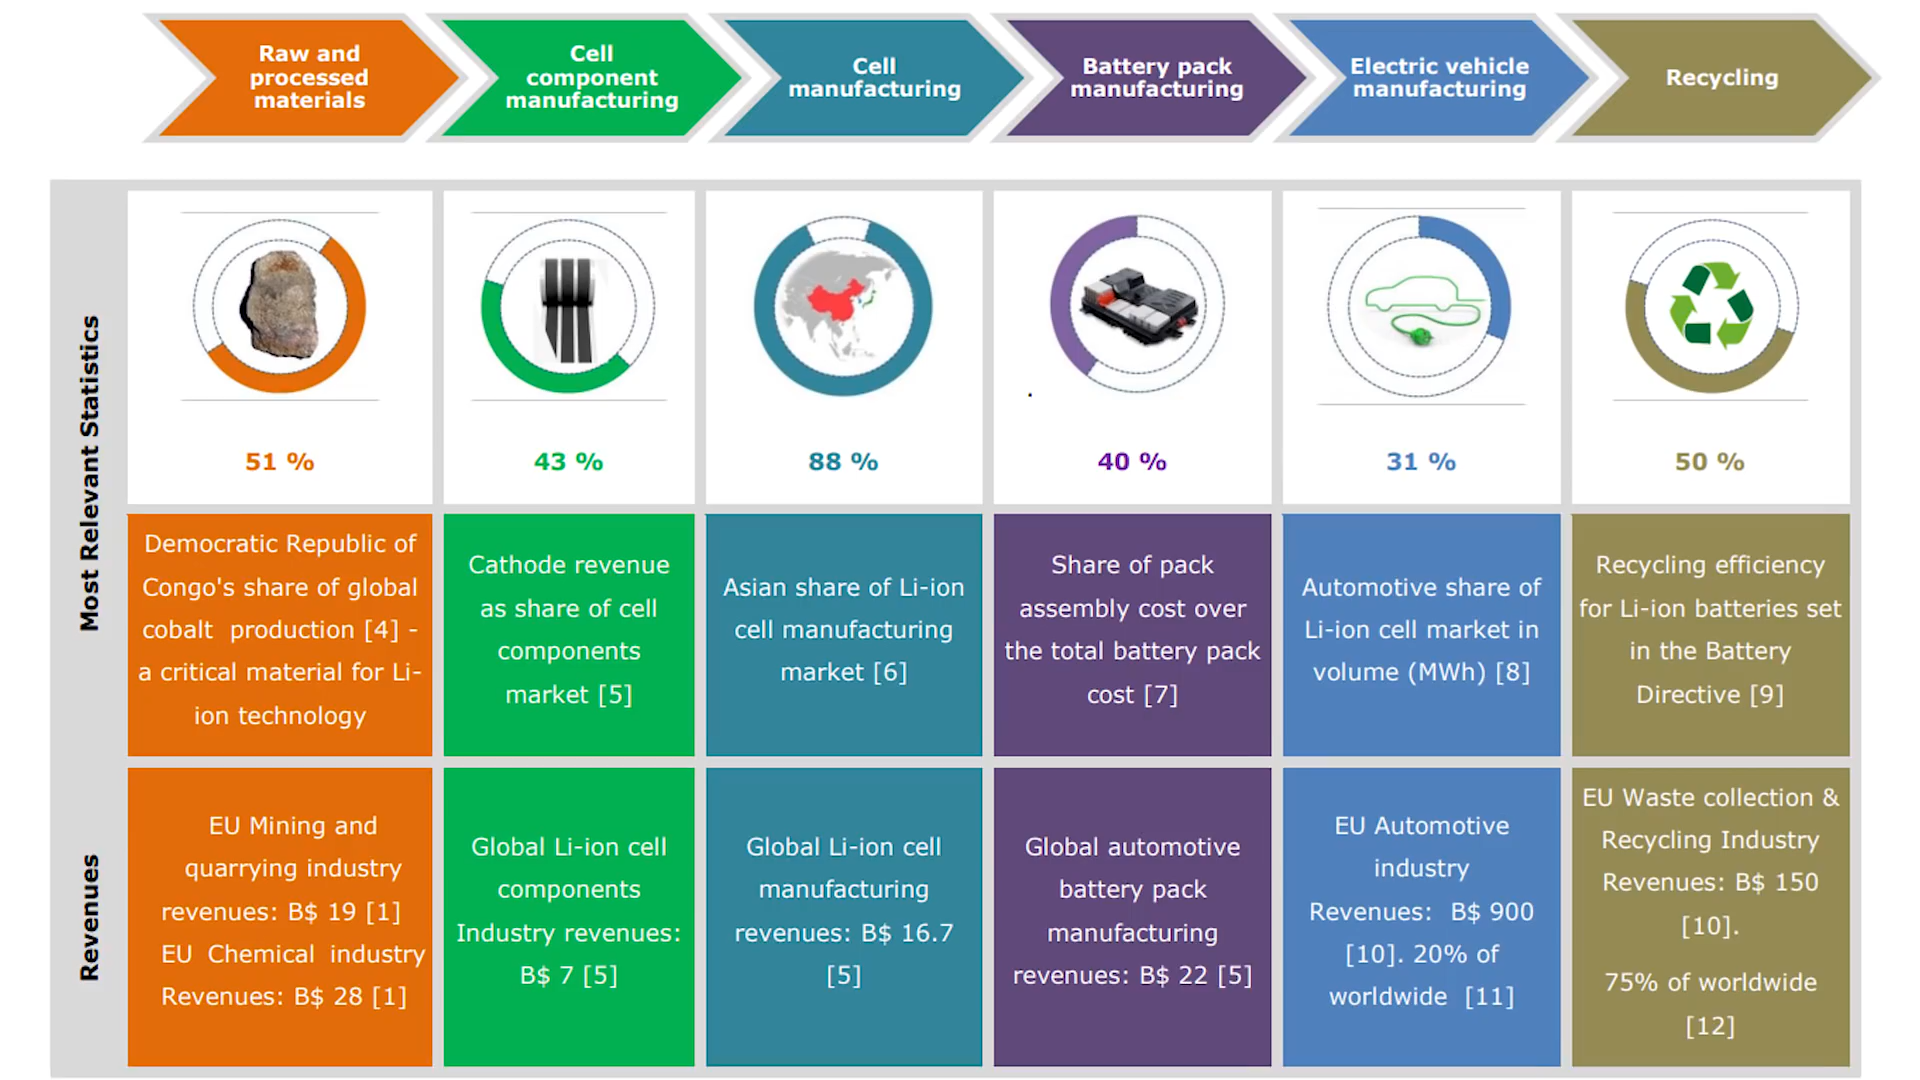 Raw and
processed
materials
Cell
component
manufacturing
Cell
manufacturing
Battery pack
manufacturing
Electric vehicle
manufacturing
Recycling
Most Relevant Statistics
51 %
43 %
88 %
40 %
31 %
50 %
Democratic Republic of
Congo's share of global
cobalt production [4] -
a critical material for Li-
ion technology
Cathode revenue
as share of cell
components
market [5]
Asian share of Li-ion
cell manufacturing
market [6]
Share of pack
assembly cost over
the total battery pack
cost [7]
Automotive share of
Li-ion cell market in
volume (MWh) [8]
Recycling efficiency
for Li-ion batteries set
in the Battery
Directive [9]
Revenues
EU Mining and
quarrying industry
revenues: B$ 19 [1]
EU Chemical industry
Revenues: B$ 28 [1]
Global Li-ion cell
components
Industry revenues:
B$ 7 [5]
Global Li-ion cell
manufacturing
revenues: B$ 16.7
[5]
Global automotive
battery pack
manufacturing
revenues: B$ 22 [5]
EU Automotive
industry
Revenues: B$ 900
[10]. 20% of
worldwide [11]
EU Waste collection &
Recycling Industry
Revenues: B$ 150
[10].
75% of worldwide
[12]